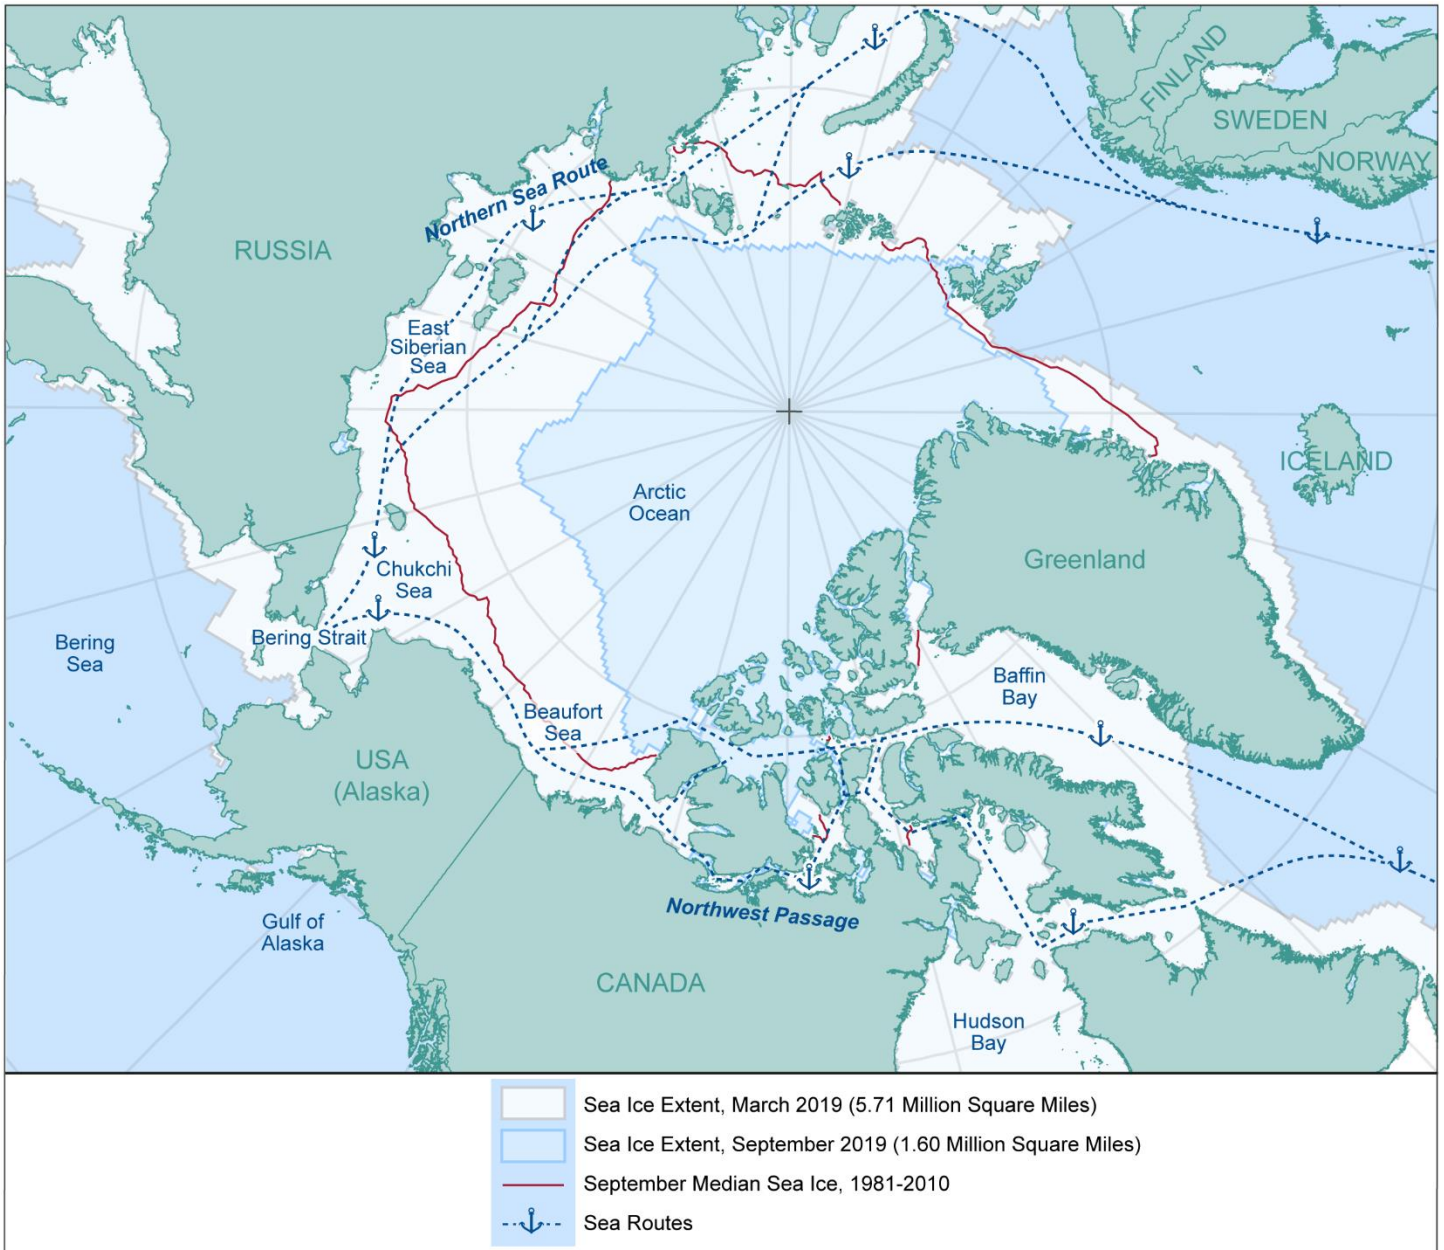 FINLAND
SWEDEN
NORWAY
Northern Sea Route
RUSSIA
East
Siberian
Sea
ICELAND
Arctic
Ocean
Greenland
Chukchi
Sea
Bering Strait
Bering
Sea
Baffin
Bay
Beaufort
Sea
USA
(Alaska)
Northwest Passage
Gulf of
Alaska
CANADA
Hudson
Bay
Sea Ice Extent, March 2019 (5.71 Million Square Miles)
Sea Ice Extent, September 2019 (1.60 Million Square Miles)
September Median Sea Ice, 1981-2010
Sea Routes